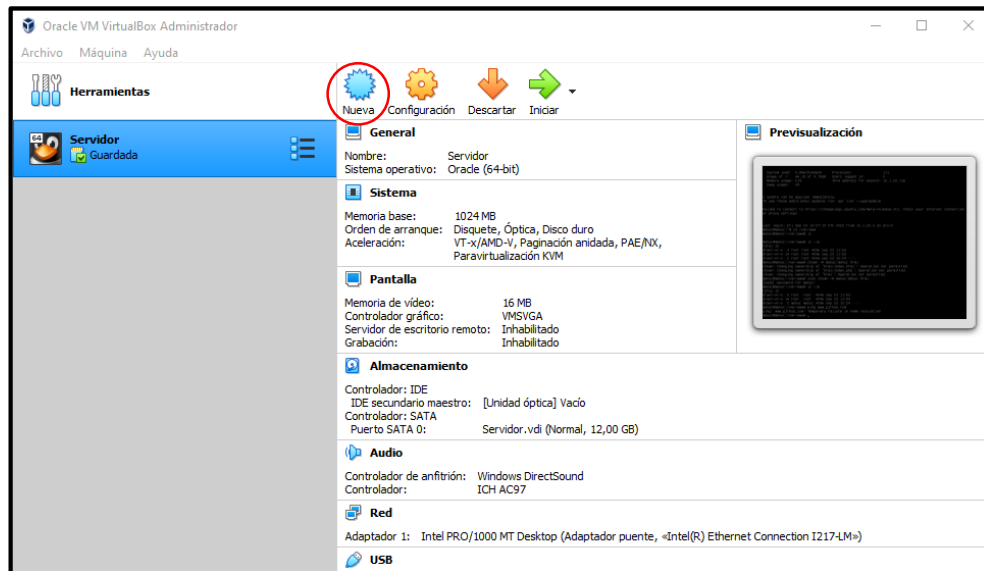 Oracle VM VirtualBox Administrador
Archivo Máquina Ayuda
Herramientas
Nueva Configuración Descartar Iniciar
64
Servidor
Guardada
General
Nombre: Servidor
Sistema operativo: Oracle (64-bit)
Previsualización
Sistema
Memoria base: 1024 MB
Orden de arranque: Disquete, Óptica, Disco duro
Aceleración: VT-x/AMD-V, Paginación anidada, PAE/NX,
Paravirtualización KVM
Pantalla
Memoria de vídeo: 16 MB
Controlador gráfico: VMSVGA
Servidor de escritorio remoto: Inhabilitado
Grabación: Inhabilitado
Almacenamiento
Controlador: IDE
IDE secundario maestro: [Unidad óptica] Vacío
Controlador: SATA
Puerto SATA 0: Servidor.vdi (Normal, 12,00 GB)
Audio
Controlador de anfitrión: Windows DirectSound
Controlador: ICH AC97
Red
Adaptador 1: Intel PRO/1000 MT Desktop (Adaptador puente, «Intel(R) Ethernet Connection I217-LM»)
USB